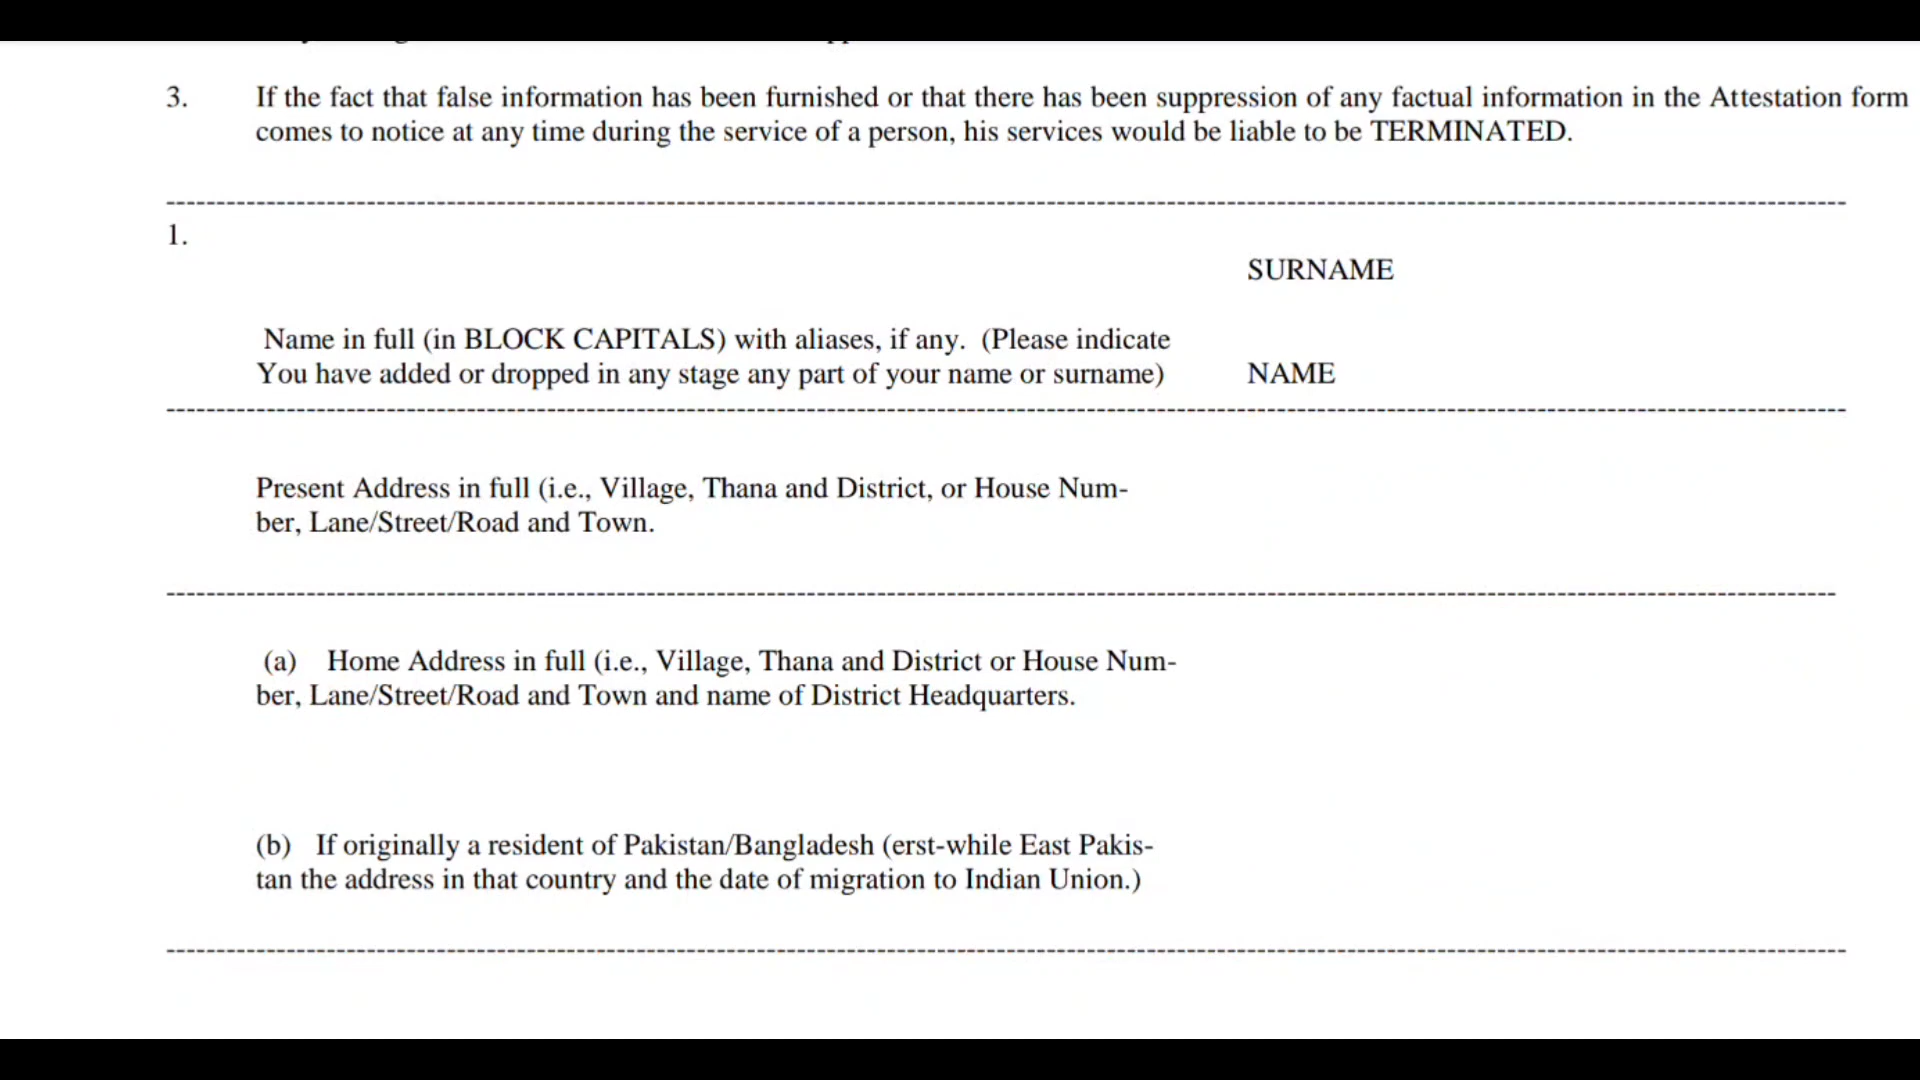 3. If the fact that false information has been furnished or that there has been suppression of any factual information in the Attestation form
comes to notice at any time during the service of a person, his services would be liable to be TERMINATED.
1.
SURNAME
Name in full (in BLOCK CAPITALS) with aliases, if any. (Please indicate
You have added or dropped in any stage any part of your name or surname) NAME
Present Address in full (i.e., Village, Thana and District, or House Num-
ber, Lane/Street/Road and Town.
(a) Home Address in full (i.e., Village, Thana and District or House Num-
ber, Lane/Street/Road and Town and name of District Headquarters.
(b) If originally a resident of Pakistan/Bangladesh (erst-while East Pakis-
tan the address in that country and the date of migration to Indian Union.)